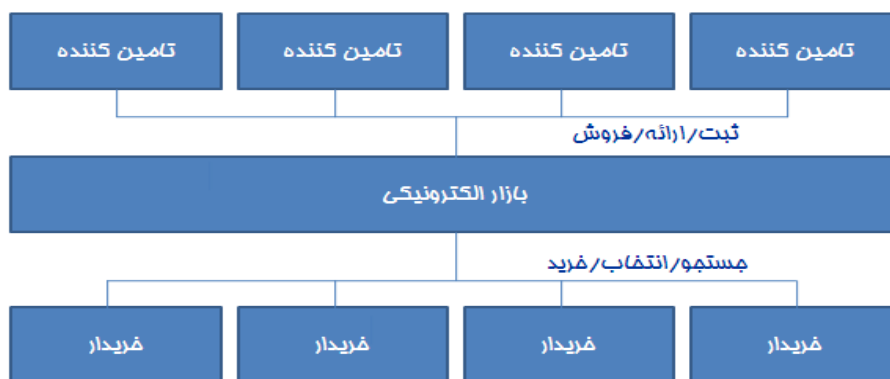 تامین کننده
تامین کننده
تامین کننده
تامین کننده
ثبت/ارائه/فروش
بازار الکترونیکی
جستجو/انتخاب/خرید
خریدار
خریدار
خریدار
خریدار